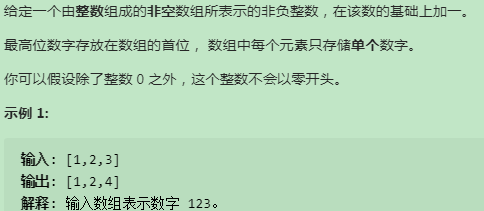 给定一个由整数组成的非空数组所表示的非负整数，在该数的基础上加一。
最高位数字存放在数组的首位， 数组中每个元素只存储单个数字。
你可以假设除了整数 0 之外，这个整数不会以零开头。
示例 1:
输入: [1,2,3]
输出: [1,2,4]
解释: 输入数组表示数字 123。